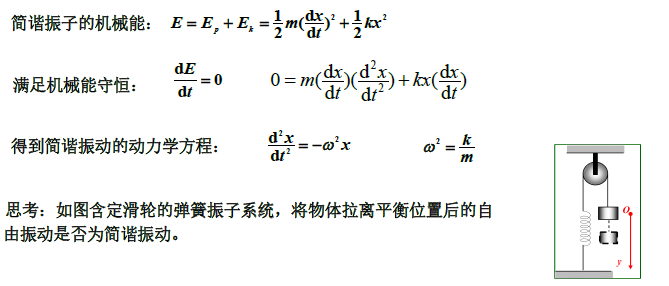 简谐振子的机械能： E = E_p + E_k = \frac{1}{2} m(\frac{dx}{dt})^2 + \frac{1}{2} kx^2
满足机械能守恒： \frac{dE}{dt} = 0 0 = m(\frac{dx}{dt})(\frac{d^2x}{dt^2}) + kx(\frac{dx}{dt})
得到简谐振动的动力学方程： \frac{d^2x}{dt^2} = -ω^2 x ω^2 = \frac{k}{m}
思考：如图含定滑轮的弹簧振子系统，将物体拉离平衡位置后的自
由振动是否为简谐振动。
O
y